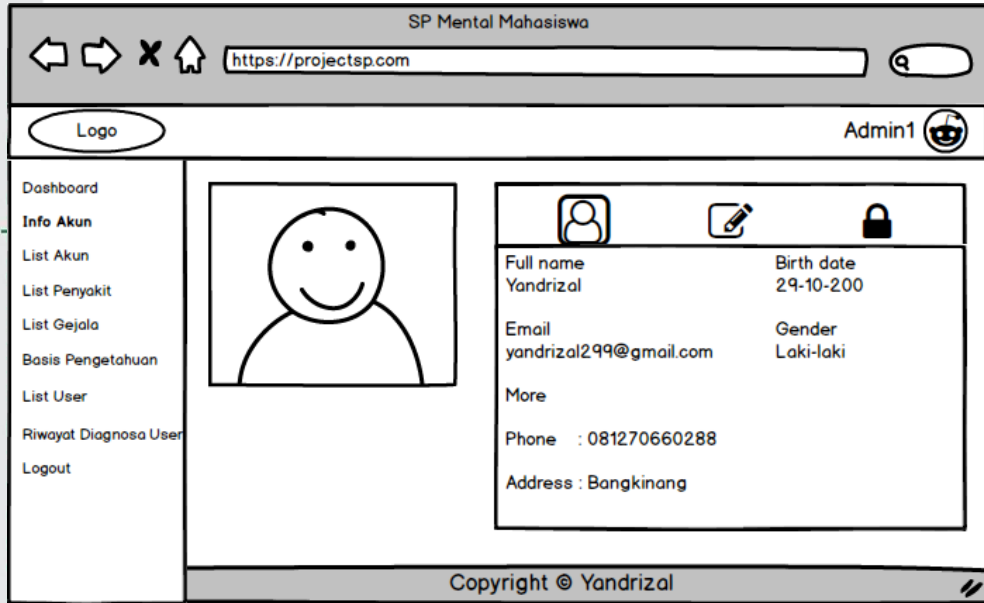 SP Mental Mahasiswa
https://projectsp.com
Logo
Admin1
Dashboard
Info Akun
List Akun
List Penyakit
List Gejala
Basis Pengetahuan
List User
Riwayat Diagnosa User
Logout
Full name
Yandrizal
Birth date
29-10-200
Email
yandrizal299@gmail.com
Gender
Laki-laki
More
Phone : 081270660288
Address : Bangkinang
Copyright © Yandrizal